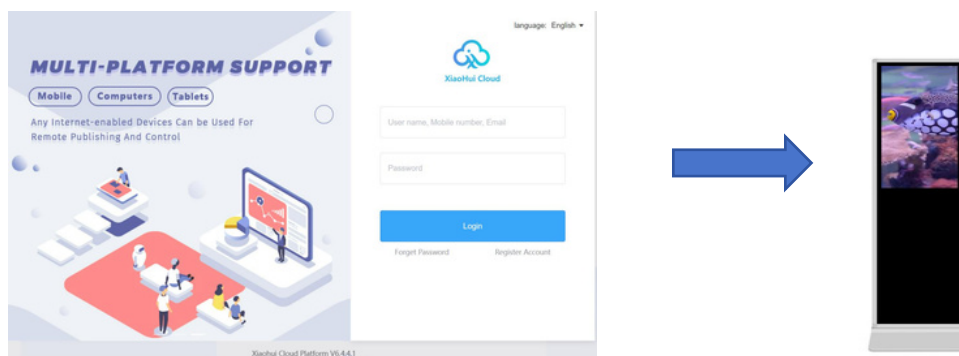 language: English
MULTI-PLATFORM SUPPORT
Mobile
Computers
Tablets
Any Internet-enabled Devices Can be Used For
Remote Publishing And Control
XiaoHui Cloud
User name, Mobile number, Email
Password
Login
Forget Password
Register Account
Xiaohui Cloud Platform V6.4.4.1